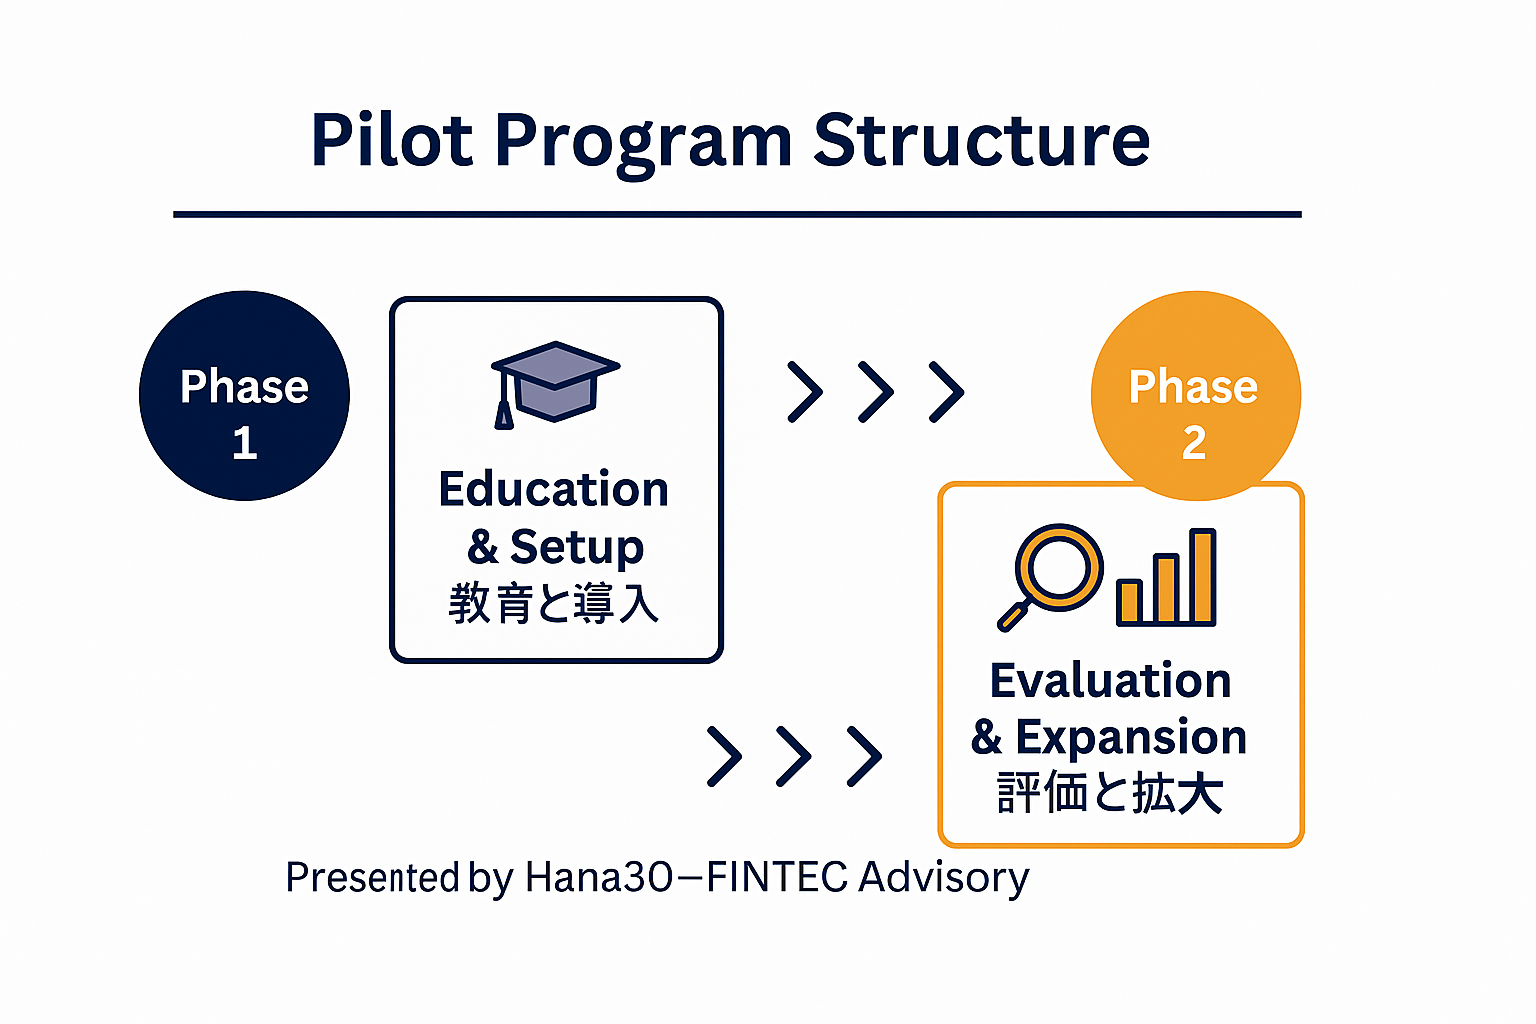 Pilot Program Structure
Phase
1
Education
& Setup
教育と導入
Phase
2
Evaluation
& Expansion
評価と拡大
Presented by Hana30–FINTEC Advisory